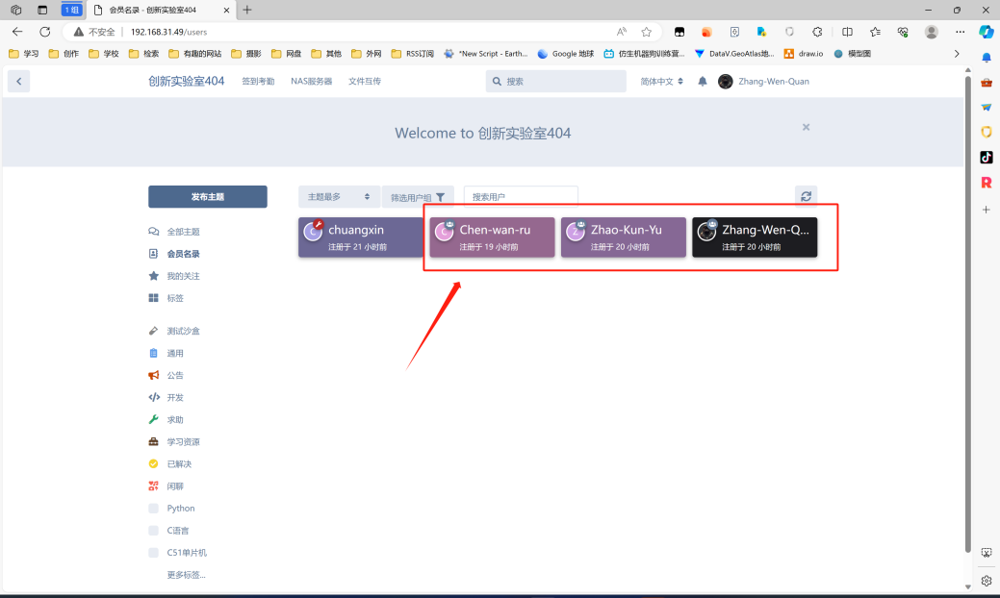 1 组
会员名录 - 创新实验室404
不安全
192.168.31.49/users
学习
创作
学校
检索
有趣的网站
摄影
网盘
其他
外网
RSS订阅
*New Script - Earth...
Google 地球
仿生机器狗训练营...
DataV.GeoAtlas地...
draw.io
模型图
创新实验室404
签到考勤
NAS服务器
文件互传
搜索
简体中文
Zhang-Wen-Quan
Welcome to 创新实验室404
发布主题
主题最多
筛选用户组
搜索用户
C chuangxin
注册于 21 小时前
C Chen-wan-ru
注册于 19 小时前
Z Zhao-Kun-Yu
注册于 20 小时前
Zhang-Wen-Q...
注册于 20 小时前
全部主题
会员名录
我的关注
标签
测试沙盒
通用
公告
开发
求助
学习资源
已解决
闲聊
Python
C语言
C51单片机
更多标签...